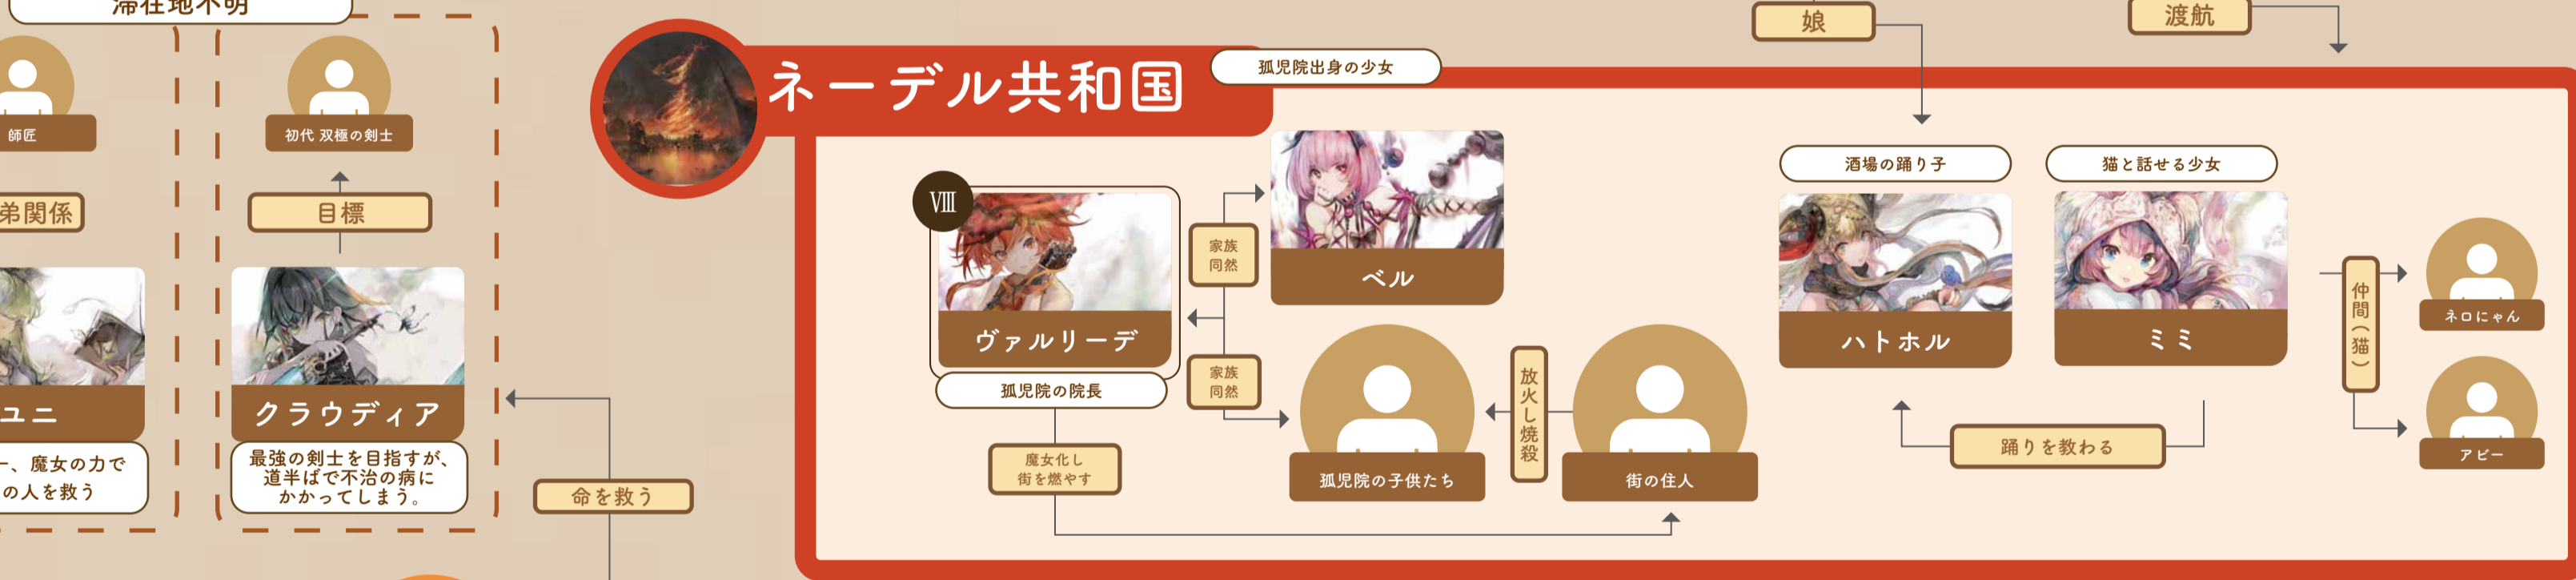 滞在地不明
師匠
弟関係
ユニ
ー、魔女の力で
の人を救う
初代 双極の剣士
目標
クラウディア
最強の剣士を目指すが、
道半ばで不治の病に
かかってしまう。
命を救う
ネーデル共和国
孤児院出身の少女
ベル
VIII
ヴァルリーデ
孤児院の院長
家族
同然
家族
同然
魔女化し
街を燃やす
孤児院の子供たち
放火し焼殺
街の住人
娘
渡航
酒場の踊り子
ハトホル
猫と話せる少女
ミミ
踊りを教わる
仲間(猫)
ネロにゃん
アビー